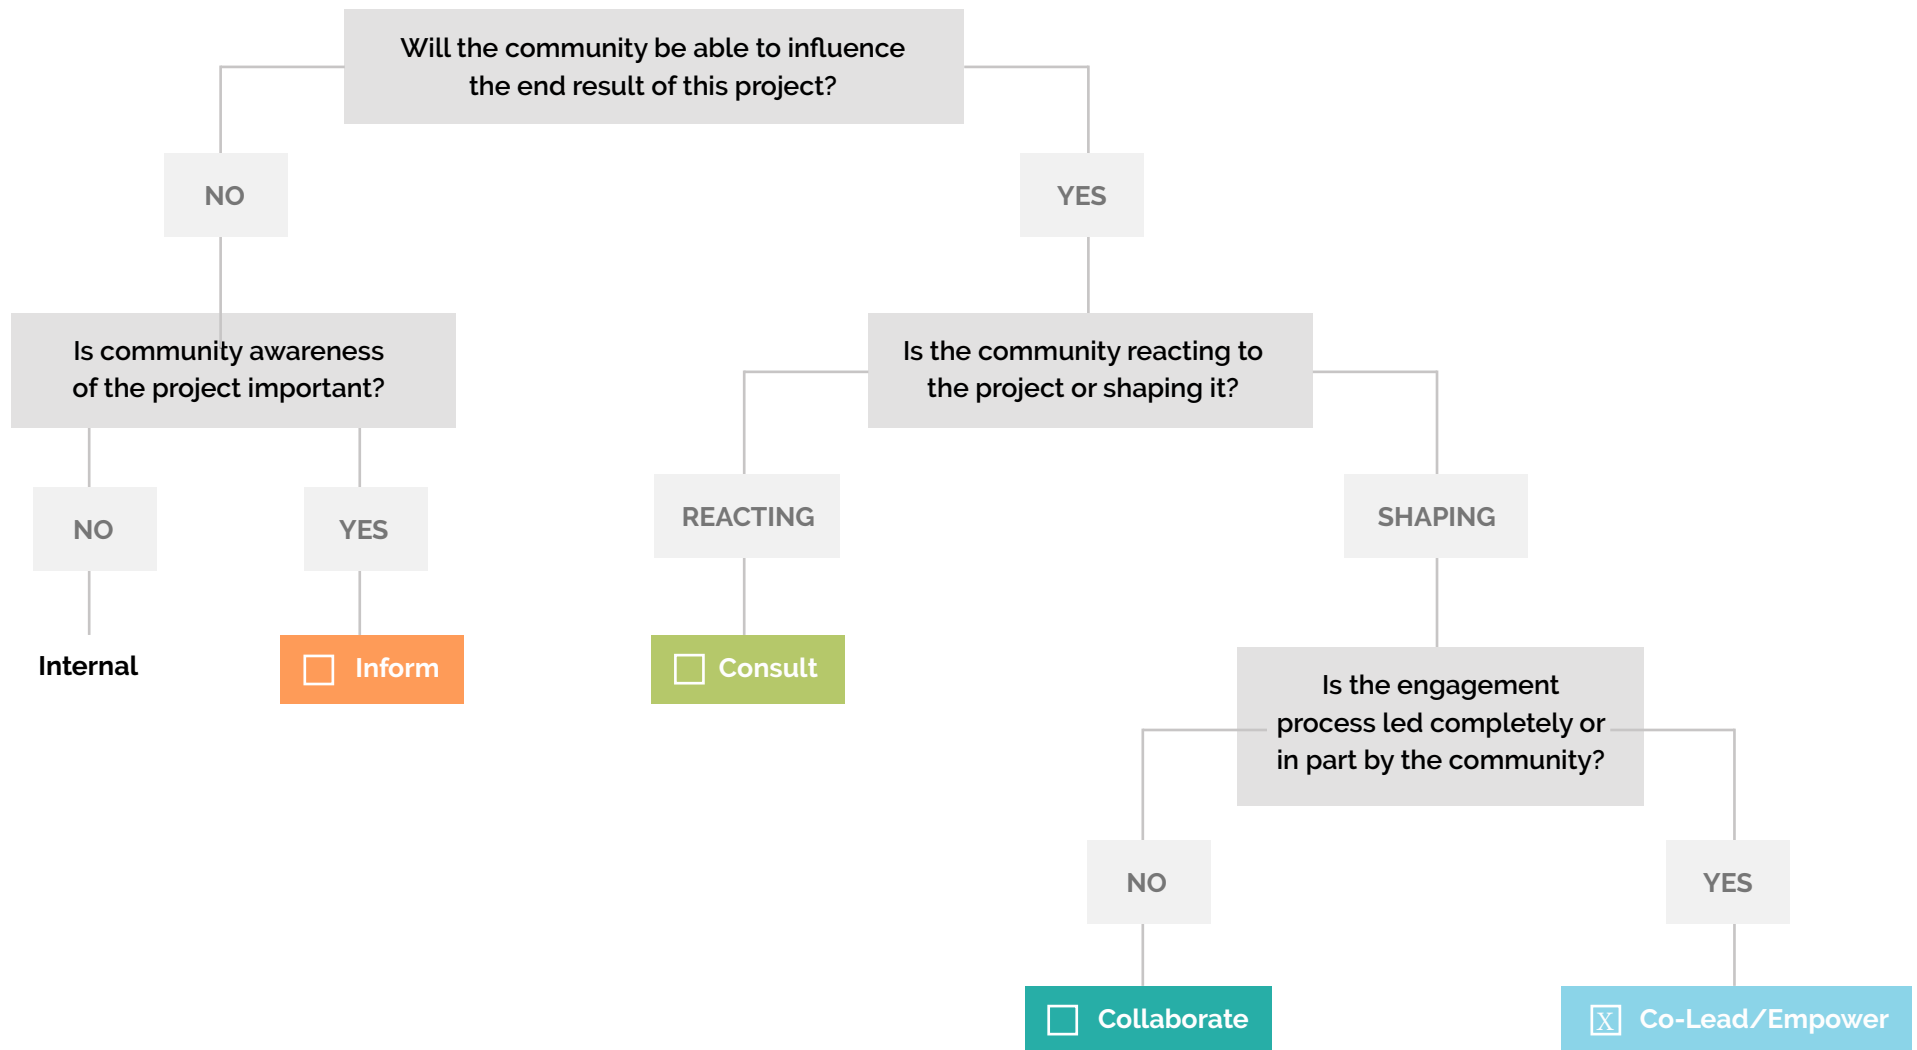 Will the community be able to influence
the end result of this project?
NO
YES
Is community awareness
of the project important?
Is the community reacting to
the project or shaping it?
NO
YES
REACTING
SHAPING
Internal
Inform
Consult
Is the engagement
process led completely or
in part by the community?
NO
YES
Collaborate
X Co-Lead/Empower